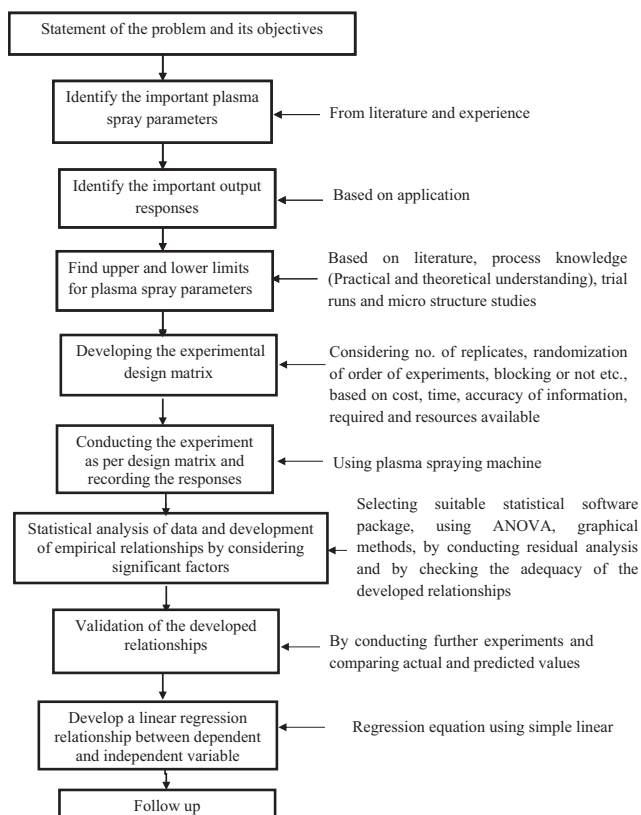 Statement of the problem and its objectives
Identify the important plasma
spray parameters
From literature and experience
Identify the important output
responses
Based on application
Find upper and lower limits
for plasma spray parameters
Based on literature, process knowledge
(Practical and theoretical understanding), trial
runs and micro structure studies
Developing the experimental
design matrix
Considering no. of replicates, randomization
of order of experiments, blocking or not etc.,
based on cost, time, accuracy of information,
required and resources available
Conducting the experiment
as per design matrix and
recording the responses
Using plasma spraying machine
Statistical analysis of data and development
of empirical relationships by considering
significant factors
Selecting suitable statistical software
package, using ANOVA, graphical
methods, by conducting residual analysis
and by checking the adequacy of the
developed relationships
Validation of the developed
relationships
By conducting further experiments and
comparing actual and predicted values
Develop a linear regression
relationship between dependent
and independent variable
Regression equation using simple linear
Follow up